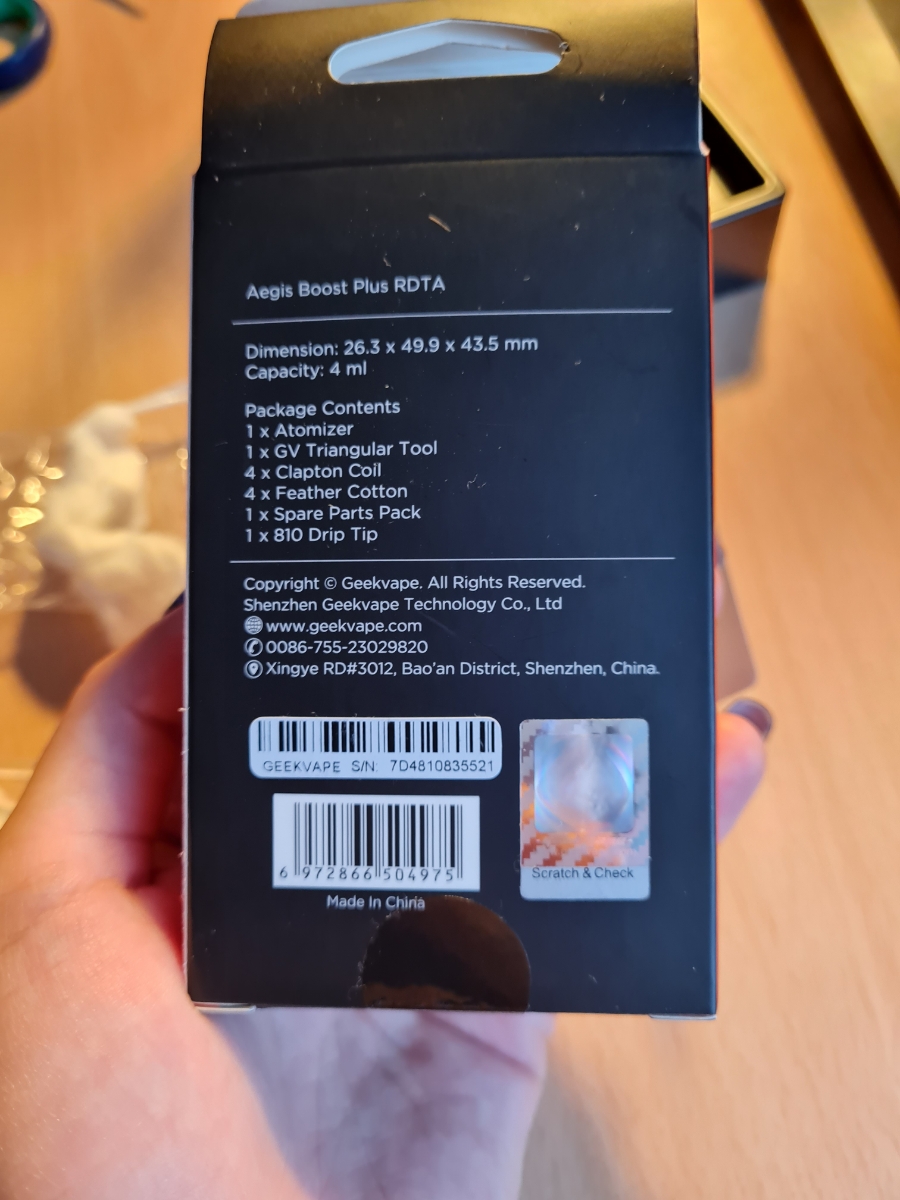 Aegis Boost Plus RDTA
Dimension: 26.3 x 49.9 x 43.5 mm
Capacity: 4 ml
Package Contents
1 x Atomizer
1 x GV Triangular Tool
4 x Clapton Coil
4 x Feather Cotton
1 x Spare Parts Pack
1 x 810 Drip Tip
Copyright © Geekvape. All Rights Reserved.
Shenzhen Geekvape Technology Co., Ltd
www.geekvape.com
0086-755-23029820
Xingye RD#3012, Bao'an District, Shenzhen, China.
GEEKVAPE S/N: 7D4810835521
6 972866 504975
Scratch & Check
Made In China